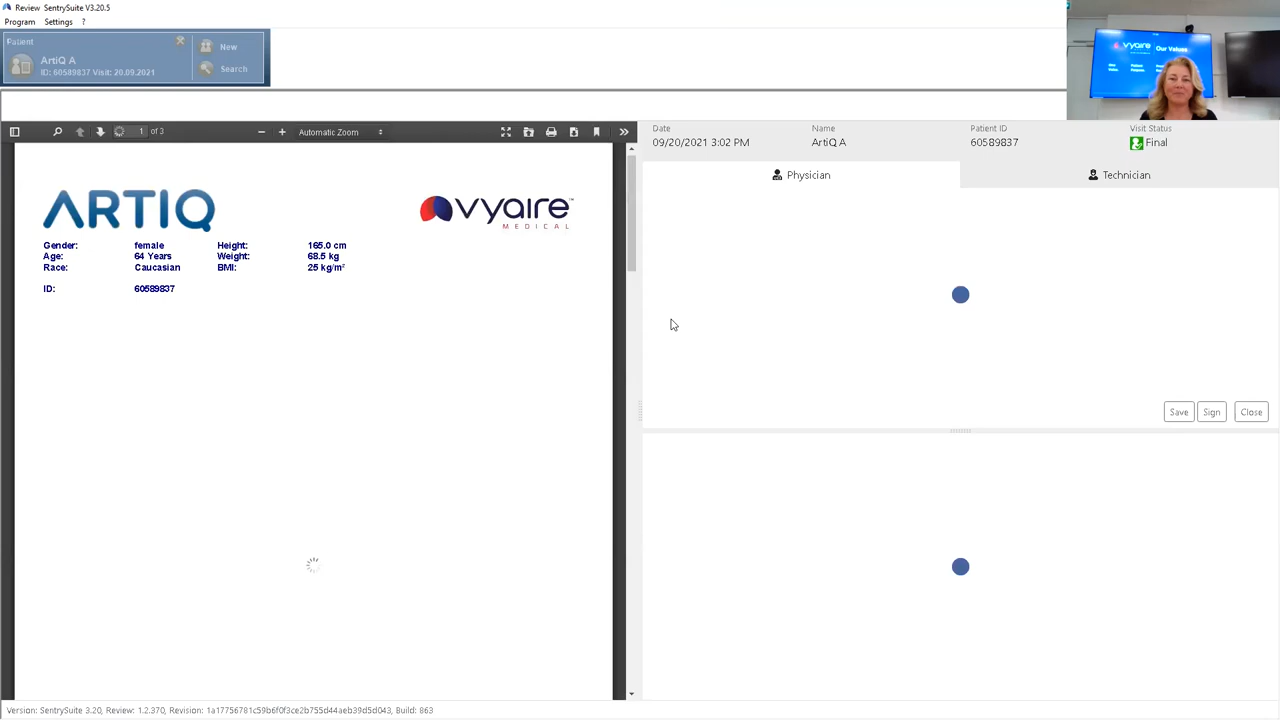 Review SentrySuite V3.20.5
Program Settings ?
Patient
ArtiQ A
ID: 60589837 Visit: 20.09.2021
New
Search
vyaire
Our Values
1 of 3
Automatic Zoom
Date
09/20/2021 3:02 PM
Name
ArtiQ A
Patient ID
60589837
Visit Status
Final
Physician
Technician
ARTIQ
vyaire™
MEDICAL
Gender: female Height: 165.0 cm
Age: 64 Years Weight: 68.5 kg
Race: Caucasian BMI: 25 kg/m²
ID: 60589837
Save Sign Close
Version: SentrySuite 3.20, Review: 1.2.370, Revision: 1a17756781c59b6f0f3ce2b755d44aeb39d5d043, Build: 863